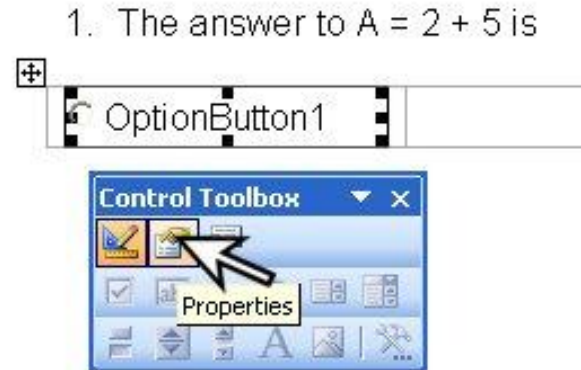 1. The answer to A = 2 + 5 is
OptionButton1
Control Toolbox
Properties